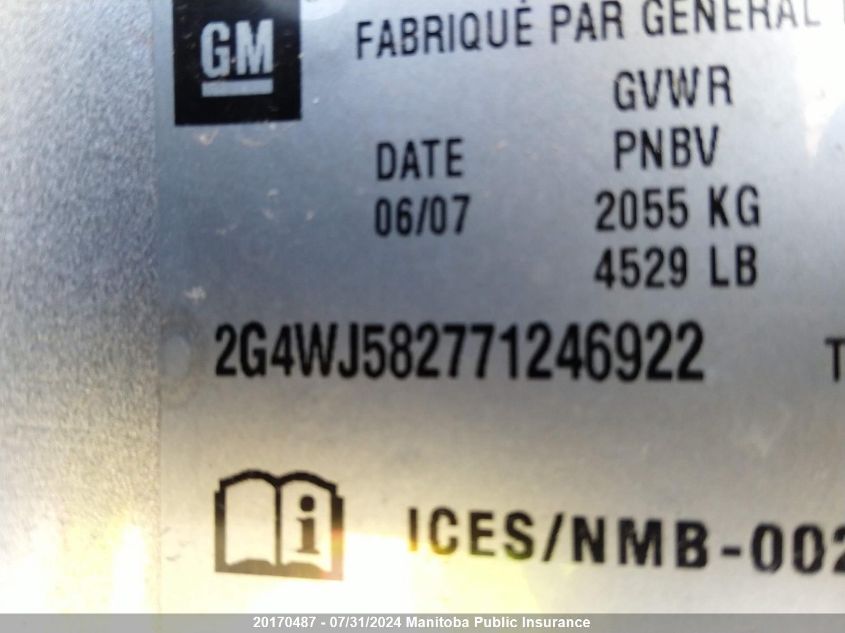 GM
FABRIQUÉ PAR GENERAL
GVWR
DATE PNBV
06/07 2055 KG
4529 LB
2G4WJ582771246922 T
i ICES/NMB-002
20170487 - 07/31/2024 Manitoba Public Insurance